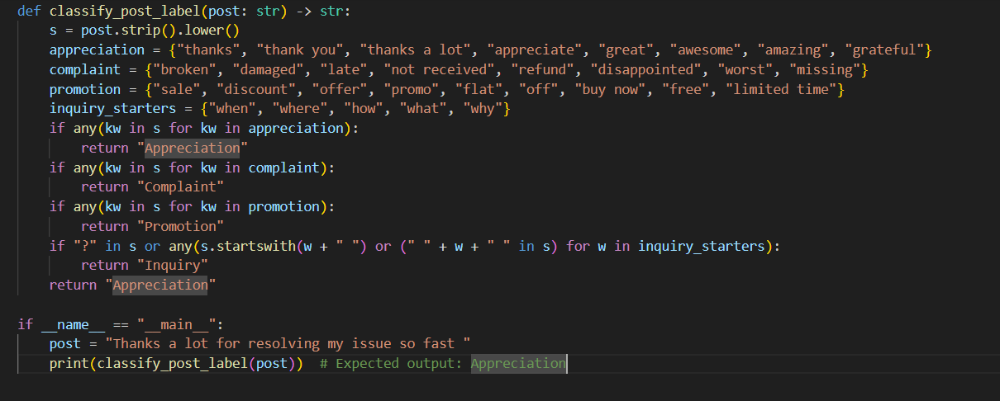 def classify_post_label(post: str) -> str:
    s = post.strip().lower()
    appreciation = {"thanks", "thank you", "thanks a lot", "appreciate", "great", "awesome", "amazing", "grateful"}
    complaint = {"broken", "damaged", "late", "not received", "refund", "disappointed", "worst", "missing"}
    promotion = {"sale", "discount", "offer", "promo", "flat", "off", "buy now", "free", "limited time"}
    inquiry_starters = {"when", "where", "how", "what", "why"}
    if any(kw in s for kw in appreciation):
        return "Appreciation"
    if any(kw in s for kw in complaint):
        return "Complaint"
    if any(kw in s for kw in promotion):
        return "Promotion"
    if "?" in s or any(s.startswith(w + " ") or (" " + w + " " in s) for w in inquiry_starters):
        return "Inquiry"
    return "Appreciation"

if __name__ == "__main__":
    post = "Thanks a lot for resolving my issue so fast "
    print(classify_post_label(post))  # Expected output: Appreciation